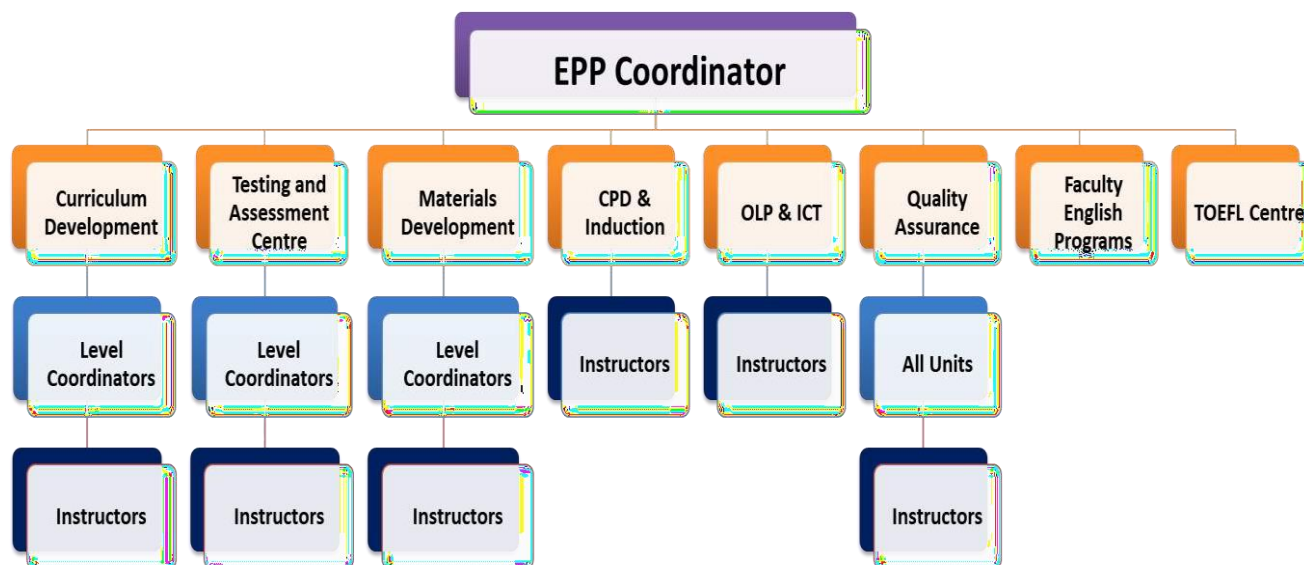 EPP Coordinator
Curriculum
Development
Testing and
Assessment
Centre
Materials
Development
CPD &
Induction
OLP & ICT
Quality
Assurance
Faculty
English
Programs
TOEFL Centre
Level
Coordinators
Level
Coordinators
Level
Coordinators
Instructors
Instructors
All Units
Instructors
Instructors
Instructors
Instructors